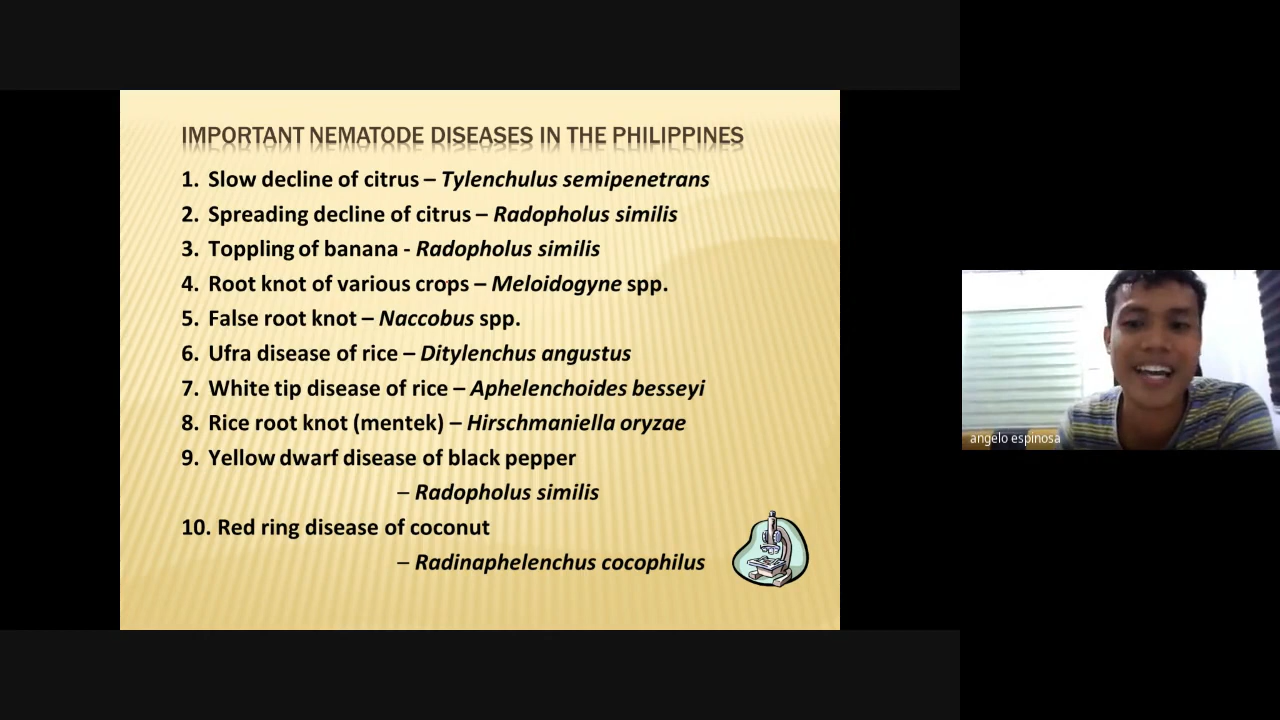 IMPORTANT NEMATODE DISEASES IN THE PHILIPPINES
1. Slow decline of citrus – Tylenchulus semipenetrans
2. Spreading decline of citrus – Radopholus similis
3. Toppling of banana - Radopholus similis
4. Root knot of various crops – Meloidogyne spp.
5. False root knot – Naccobus spp.
6. Ufra disease of rice – Ditylenchus angustus
7. White tip disease of rice – Aphelenchoides besseyi
8. Rice root knot (mentek) – Hirschmaniella oryzae
9. Yellow dwarf disease of black pepper
– Radopholus similis
10. Red ring disease of coconut
– Radinaphelenchus cocophilus
angelo espinosa